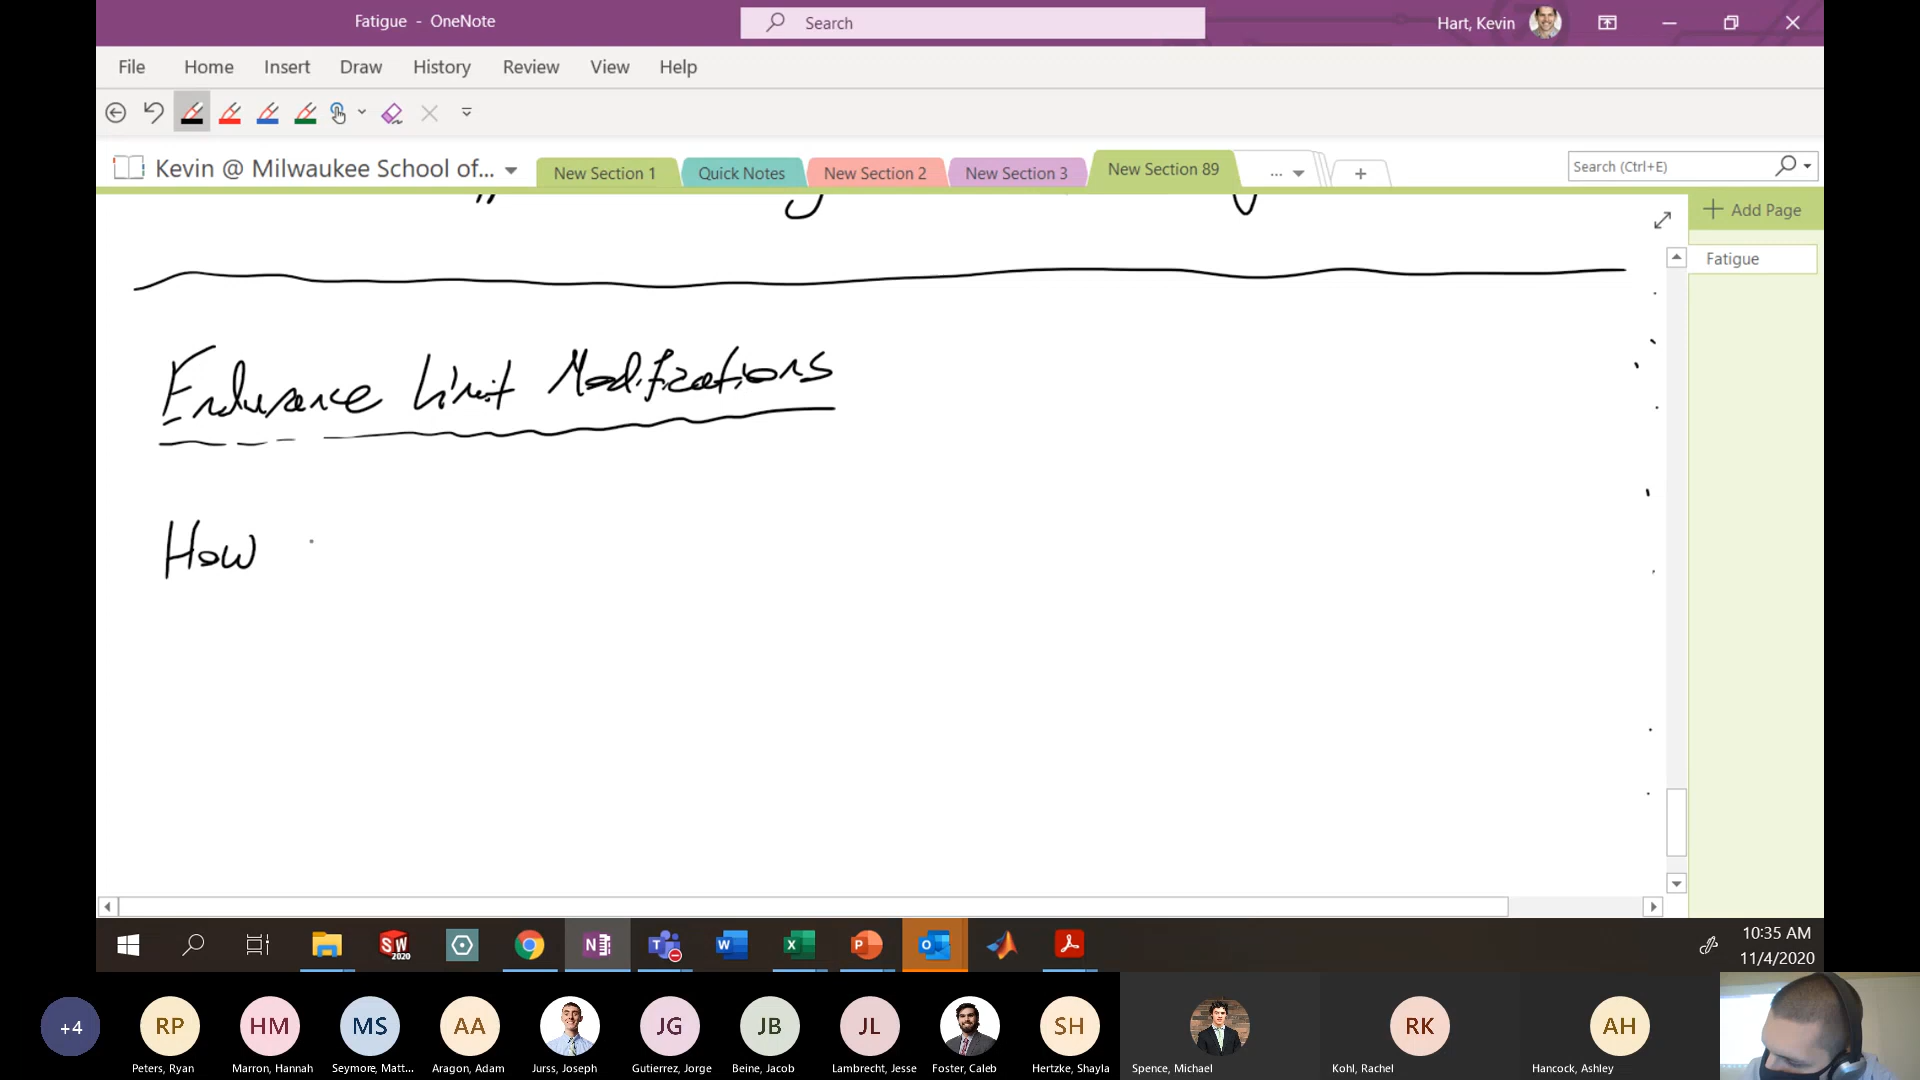 Fatigue - OneNote
Search
Hart, Kevin
File Home Insert Draw History Review View Help
Kevin @ Milwaukee School of...
New Section 1
Quick Notes
New Section 2
New Section 3
New Section 89
...
Search (Ctrl+E)
Add Page
Fatigue
Endurance Limit Modifications
How
SW
2020
N
T
W
X
P
O
10:35 AM
11/4/2020
+4
RP
HM
MS
AA
JG
JB
JL
SH
RK
AH
Peters, Ryan
Marron, Hannah
Seymore, Matt...
Aragon, Adam
Jurss, Joseph
Gutierrez, Jorge
Beine, Jacob
Lambrecht, Jesse
Foster, Caleb
Hertzke, Shayla
Spence, Michael
Kohl, Rachel
Hancock, Ashley